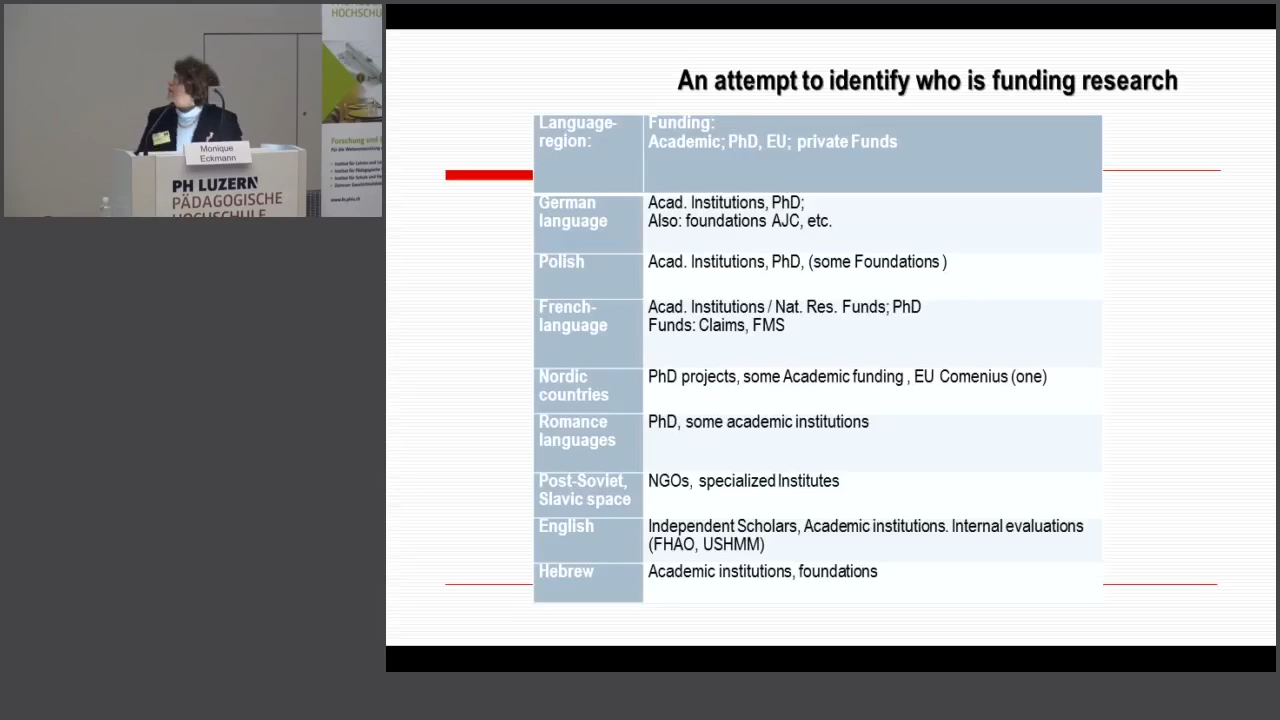 HOCHSCHU
Monique
Eckmann
PH LUZERN
PÄDAGOGISCHE
HOCHSCHULE
Forschung und
An attempt to identify who is funding research
Language-
region:
Funding:
Academic; PhD, EU; private Funds
German
language
Acad. Institutions, PhD;
Also: foundations AJC, etc.
Polish
Acad. Institutions, PhD, (some Foundations )
French-
language
Acad. Institutions / Nat. Res. Funds; PhD
Funds: Claims, FMS
Nordic
countries
PhD projects, some Academic funding , EU Comenius (one)
Romance
languages
PhD, some academic institutions
Post-Soviet,
Slavic space
NGOs, specialized Institutes
English
Independent Scholars, Academic institutions. Internal evaluations
(FHAO, USHMM)
Hebrew
Academic institutions, foundations